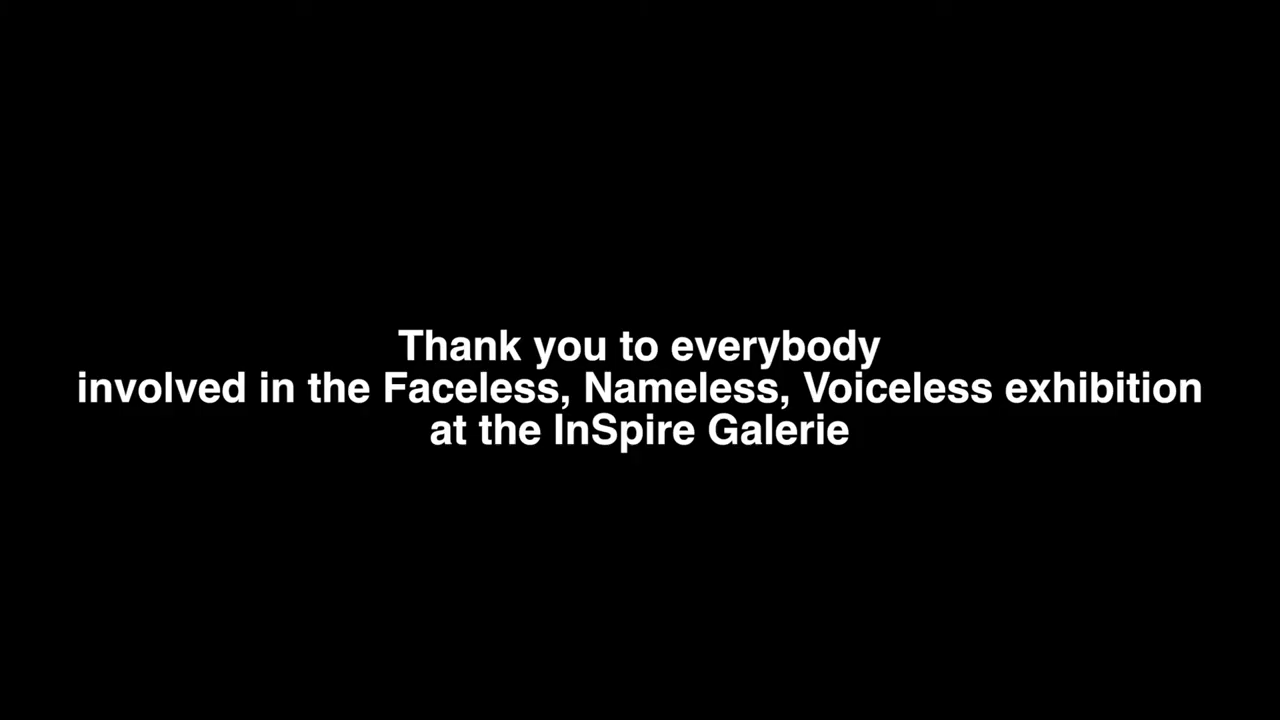 Thank you to everybody
involved in the Faceless, Nameless, Voiceless exhibition
at the InSpire Galerie